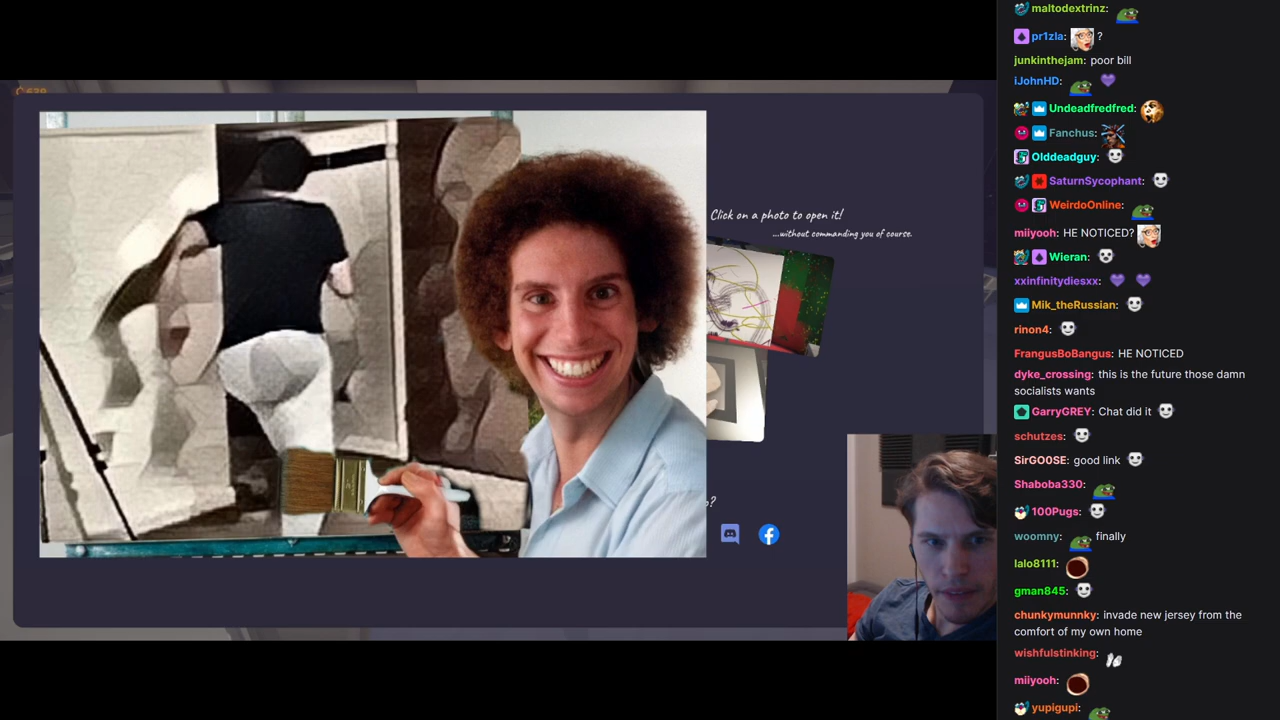 639
Click on a photo to open it!
...without commanding you of course.
?
maltodextrinz:
pr1zla: ?
junkinthejam: poor bill
iJohnHD:
Undeadfredfred:
Fanchus:
Olddeadguy:
SaturnSycophant:
WeirdoOnline:
miiyooh: HE NOTICED?
Wieran:
xxinfinitydiesxx:
Mik_theRussian:
rinon4:
FrangusBoBangus: HE NOTICED
dyke_crossing: this is the future those damn
socialists wants
GarryGREY: Chat did it
schutzes:
SirGO0SE: good link
Shaboba330:
100Pugs:
woomny: finally
lalo8111:
gman845:
chunkymunnky: invade new jersey from the
comfort of my own home
wishfulstinking:
miiyooh:
yupigupi: